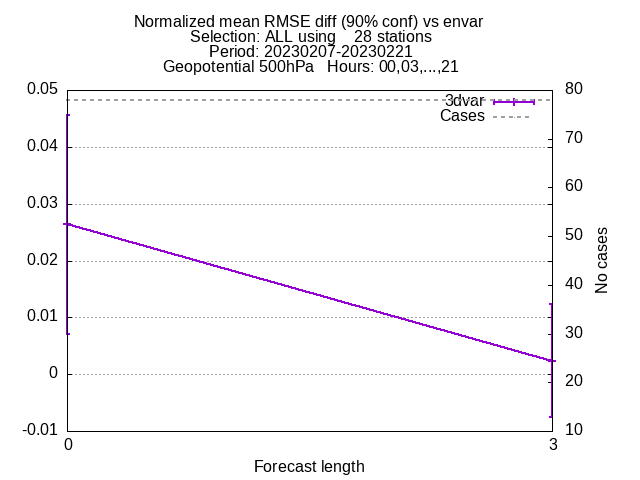 Normalized mean RMSE diff (90% conf) vs envar
Selection: ALL using    28 stations
Period: 20230207-20230221
Geopotential 500hPa   Hours: 00,03,...,21
0.05
0.04
0.03
0.02
0.01
0
-0.01
80
70
60
50
40
30
20
10
3dvar
Cases
No cases
0
3
Forecast length